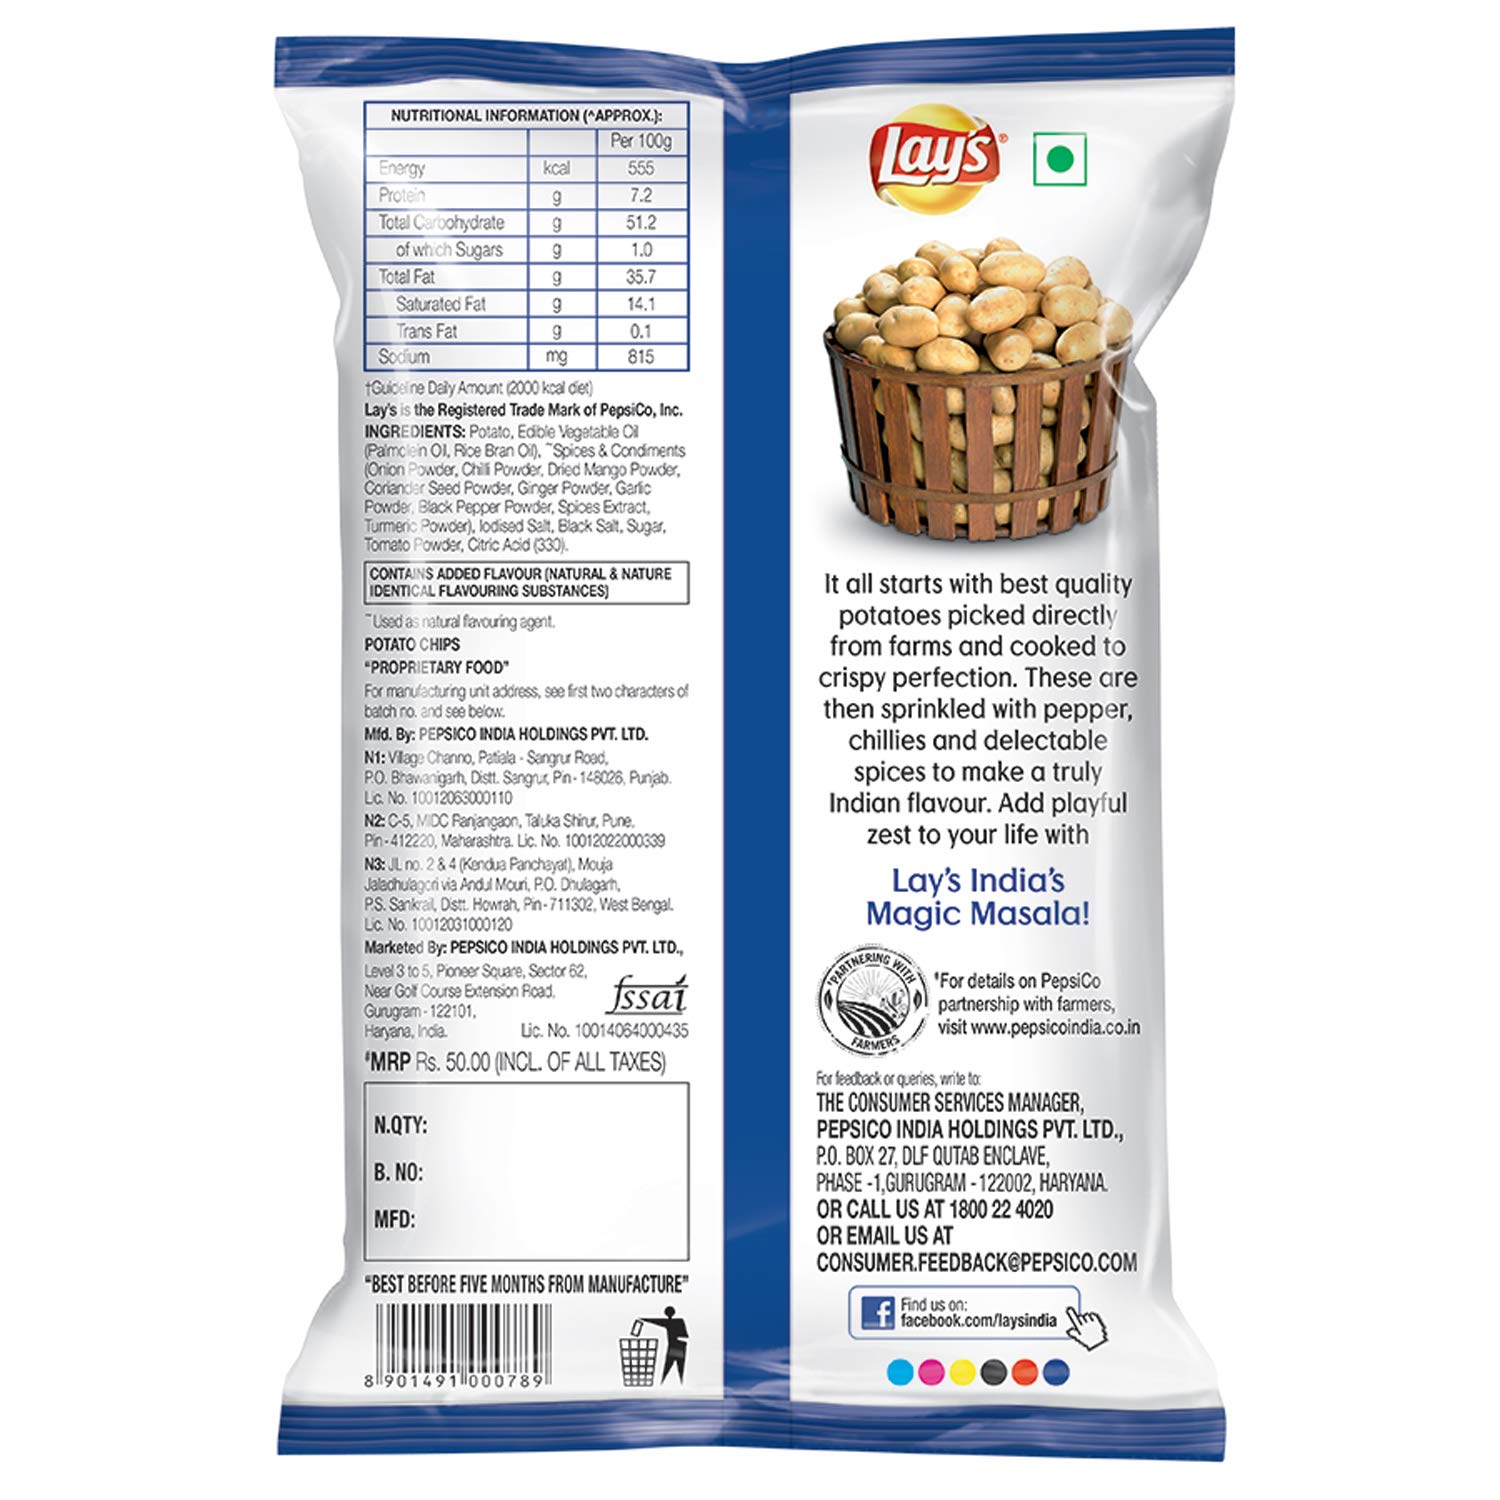 NUTRITIONAL INFORMATION (^APPROX.):
Per 100g
Energy kcal 555
Protein g 7.2
Total Carbohydrate g 51.2
of which Sugars g 1.0
Total Fat g 35.7
Saturated Fat g 14.1
Trans Fat g 0.1
Sodium mg 815
†Guideline Daily Amount (2000 kcal diet)
Lay's is the Registered Trade Mark of PepsiCo, Inc.
INGREDIENTS: Potato, Edible Vegetable Oil
(Palmolein Oil, Rice Bran Oil), ~Spices & Condiments
(Onion Powder, Chilli Powder, Dried Mango Powder,
Coriander Seed Powder, Ginger Powder, Garlic
Powder, Black Pepper Powder, Spices Extract,
Turmeric Powder), Iodised Salt, Black Salt, Sugar,
Tomato Powder, Citric Acid (330).
CONTAINS ADDED FLAVOUR (NATURAL & NATURE
IDENTICAL FLAVOURING SUBSTANCES)
~Used as natural flavouring agent.
POTATO CHIPS
"PROPRIETARY FOOD"
For manufacturing unit address, see first two characters of
batch no. and see below.
Mfd. By: PEPSICO INDIA HOLDINGS PVT. LTD.
N1: Village Channo, Patiala - Sangrur Road,
P.O. Bhawanigarh, Distt. Sangrur, Pin - 148026, Punjab.
Lic. No. 10012063000110
N2: C-5, MIDC Ranjangaon, Taluka Shirur, Pune,
Pin - 412220, Maharashtra. Lic. No. 10012022000339
N3: JL no. 2 & 4 (Kendua Panchayat), Mouja
Jaladhulagori via Andul Mouri, P.O. Dhulagarh,
P.S. Sankrail, Distt. Howrah, Pin - 711302, West Bengal.
Lic. No. 10012031000120
Marketed By: PEPSICO INDIA HOLDINGS PVT. LTD.,
Level 3 to 5, Pioneer Square, Sector 62,
Near Golf Course Extension Road,
Gurugram - 122101,
Haryana, India.
fssai
Lic. No. 10014064000435
#MRP Rs. 50.00 (INCL. OF ALL TAXES)
N.QTY:
B. NO:
MFD:
"BEST BEFORE FIVE MONTHS FROM MANUFACTURE"
8 901491 000789
Lay's®
It all starts with best quality
potatoes picked directly
from farms and cooked to
crispy perfection. These are
then sprinkled with pepper,
chillies and delectable
spices to make a truly
Indian flavour. Add playful
zest to your life with
Lay's India's
Magic Masala!
#PARTNERING WITH
FARMERS
#For details on PepsiCo
partnership with farmers,
visit www.pepsicoindia.co.in
For feedback or queries, write to:
THE CONSUMER SERVICES MANAGER,
PEPSICO INDIA HOLDINGS PVT. LTD.,
P.O. BOX 27, DLF QUTAB ENCLAVE,
PHASE -1,GURUGRAM - 122002, HARYANA.
OR CALL US AT 1800 22 4020
OR EMAIL US AT
CONSUMER.FEEDBACK@PEPSICO.COM
f
Find us on:
facebook.com/laysindia